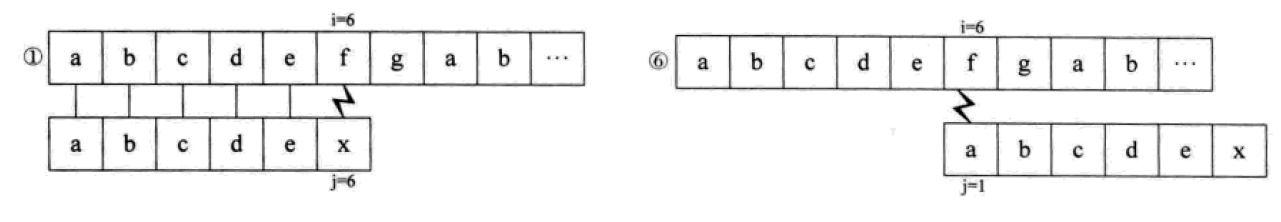 i=6
① a b c d e f g a b …
a b c d e x
j=6
i=6
⑥ a b c d e f g a b …
a b c d e x
j=1